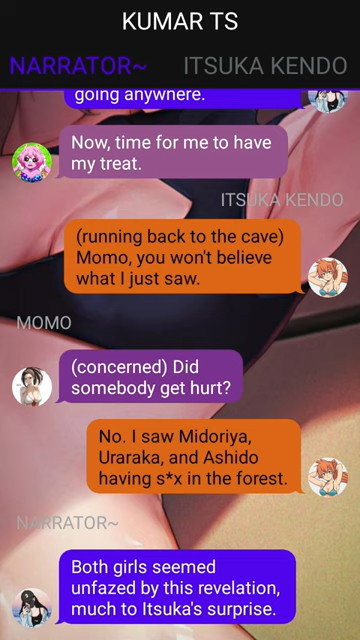 KUMAR TS
NARRATOR~ ITSUKA KENDO
going anywhere.
Now, time for me to have
my treat.
ITSUKA KENDO
(running back to the cave)
Momo, you won't believe
what I just saw.
MOMO
(concerned) Did
somebody get hurt?
No. I saw Midoriya,
Uraraka, and Ashido
having s*x in the forest.
NARRATOR~
Both girls seemed
unfazed by this revelation,
much to Itsuka's surprise.